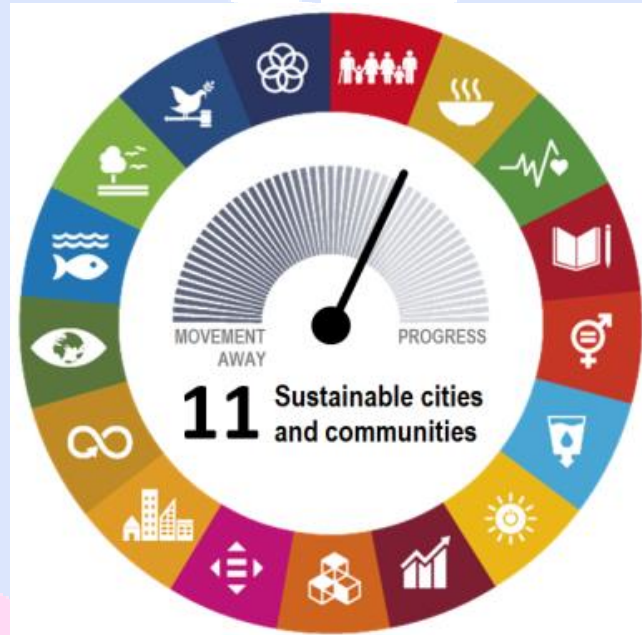 MOVEMENT
AWAY
PROGRESS
11 Sustainable cities
and communities